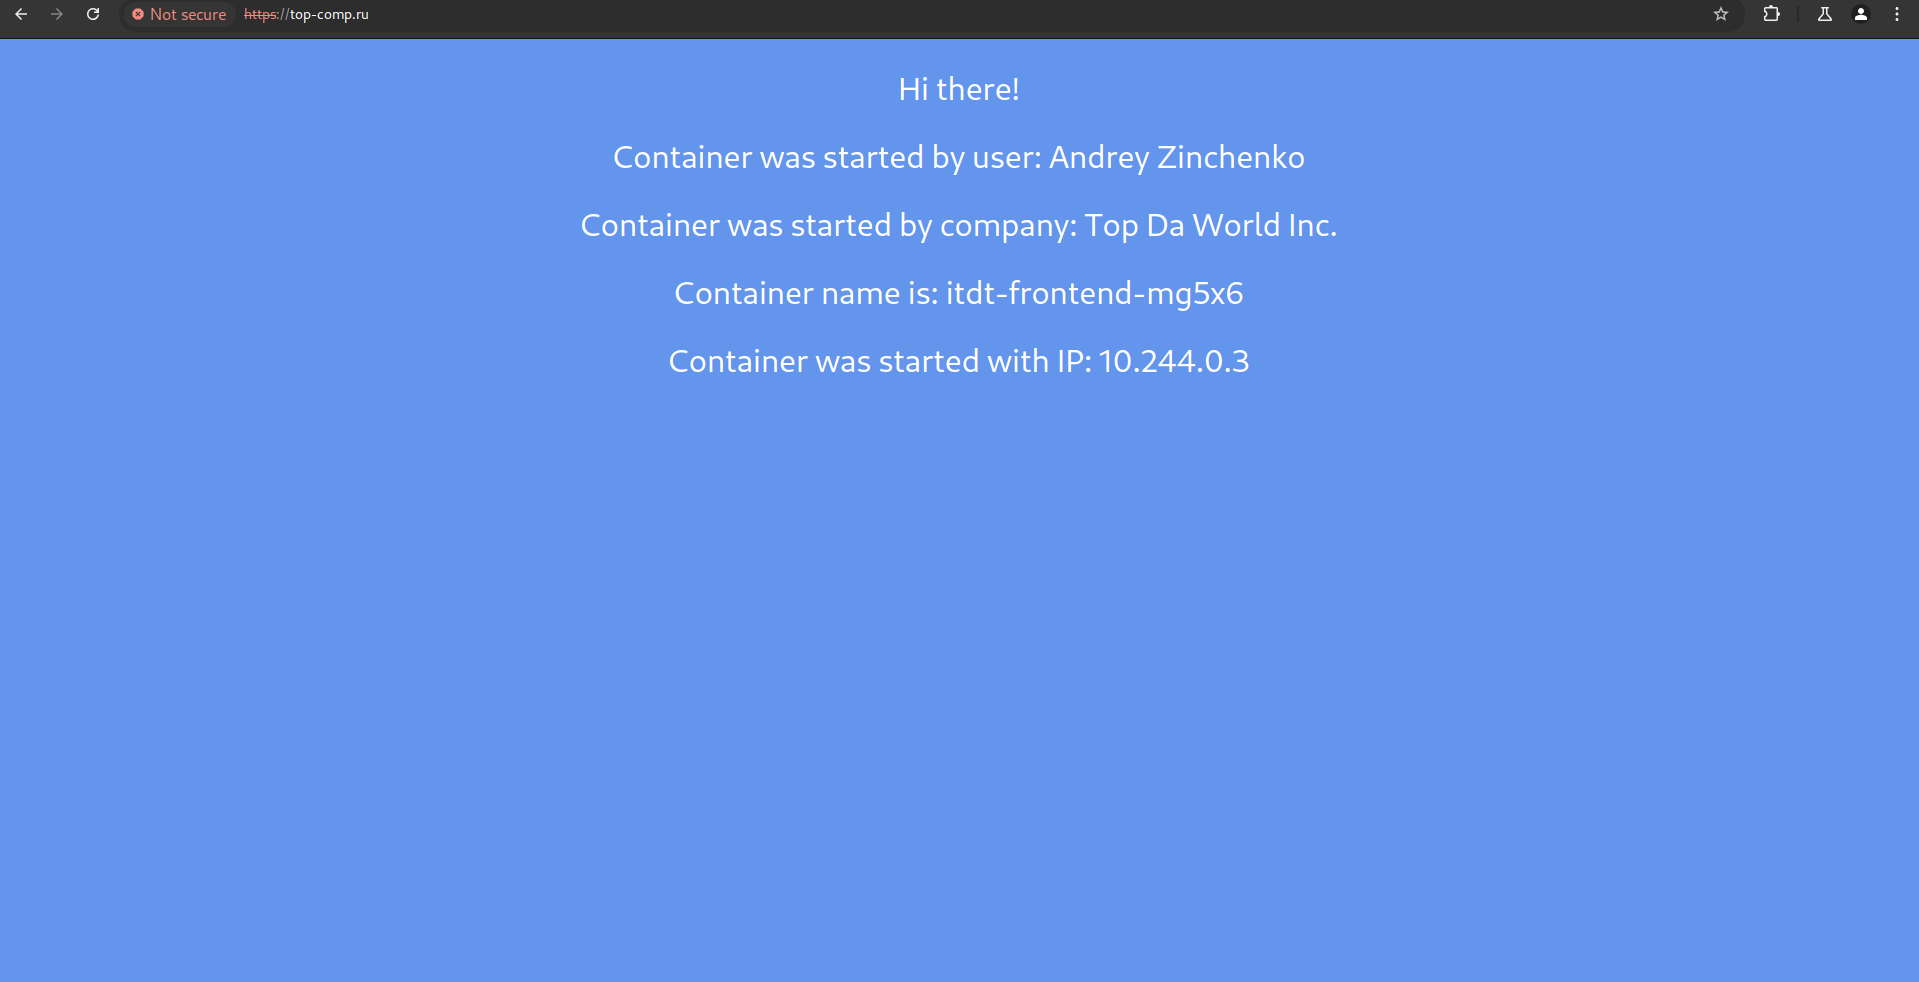 Not secure https://top-comp.ru
Hi there!
Container was started by user: Andrey Zinchenko
Container was started by company: Top Da World Inc.
Container name is: itdt-frontend-mg5x6
Container was started with IP: 10.244.0.3